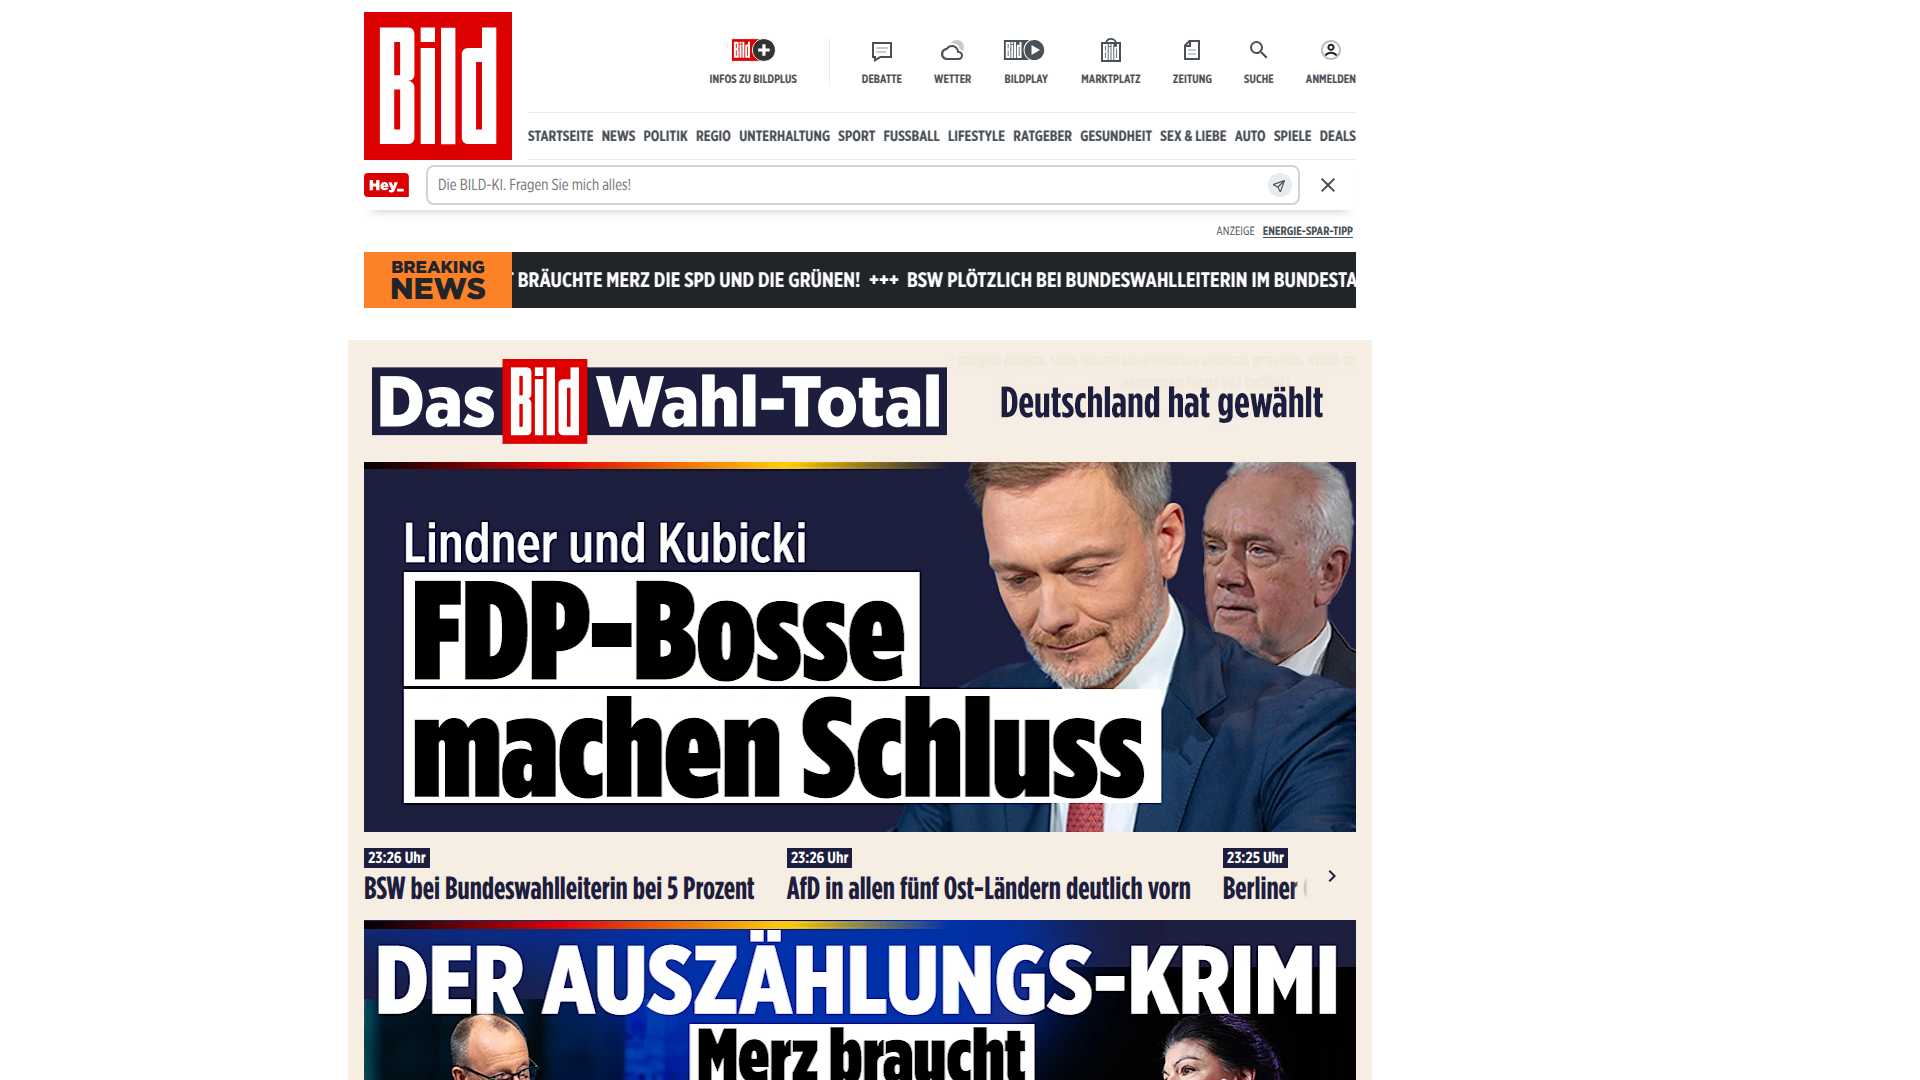 Bild
Bild
INFOS ZU BILDPLUS
DEBATTE
WETTER
Bild
BILDPLAY
Bild
MARKTPLATZ
ZEITUNG
SUCHE
ANMELDEN
STARTSEITE NEWS POLITIK REGIO UNTERHALTUNG SPORT FUSSBALL LIFESTYLE RATGEBER GESUNDHEIT SEX & LIEBE AUTO SPIELE DEALS
Hey_
Die BILD-KI. Fragen Sie mich alles!
ANZEIGE ENERGIE-SPAR-TIPP
BREAKING
NEWS
BRÄUCHTE MERZ DIE SPD UND DIE GRÜNEN! +++ BSW PLÖTZLICH BEI BUNDESWAHLLEITERIN IM BUNDESTA
Das Bild Wahl-Total
Deutschland hat gewählt
Lindner und Kubicki
FDP-Bosse
machen Schluss
23:26 Uhr
BSW bei Bundeswahlleiterin bei 5 Prozent
23:26 Uhr
AfD in allen fünf Ost-Ländern deutlich vorn
23:25 Uhr
Berliner
DER AUSZÄHLUNGS-KRIMI
Merz braucht